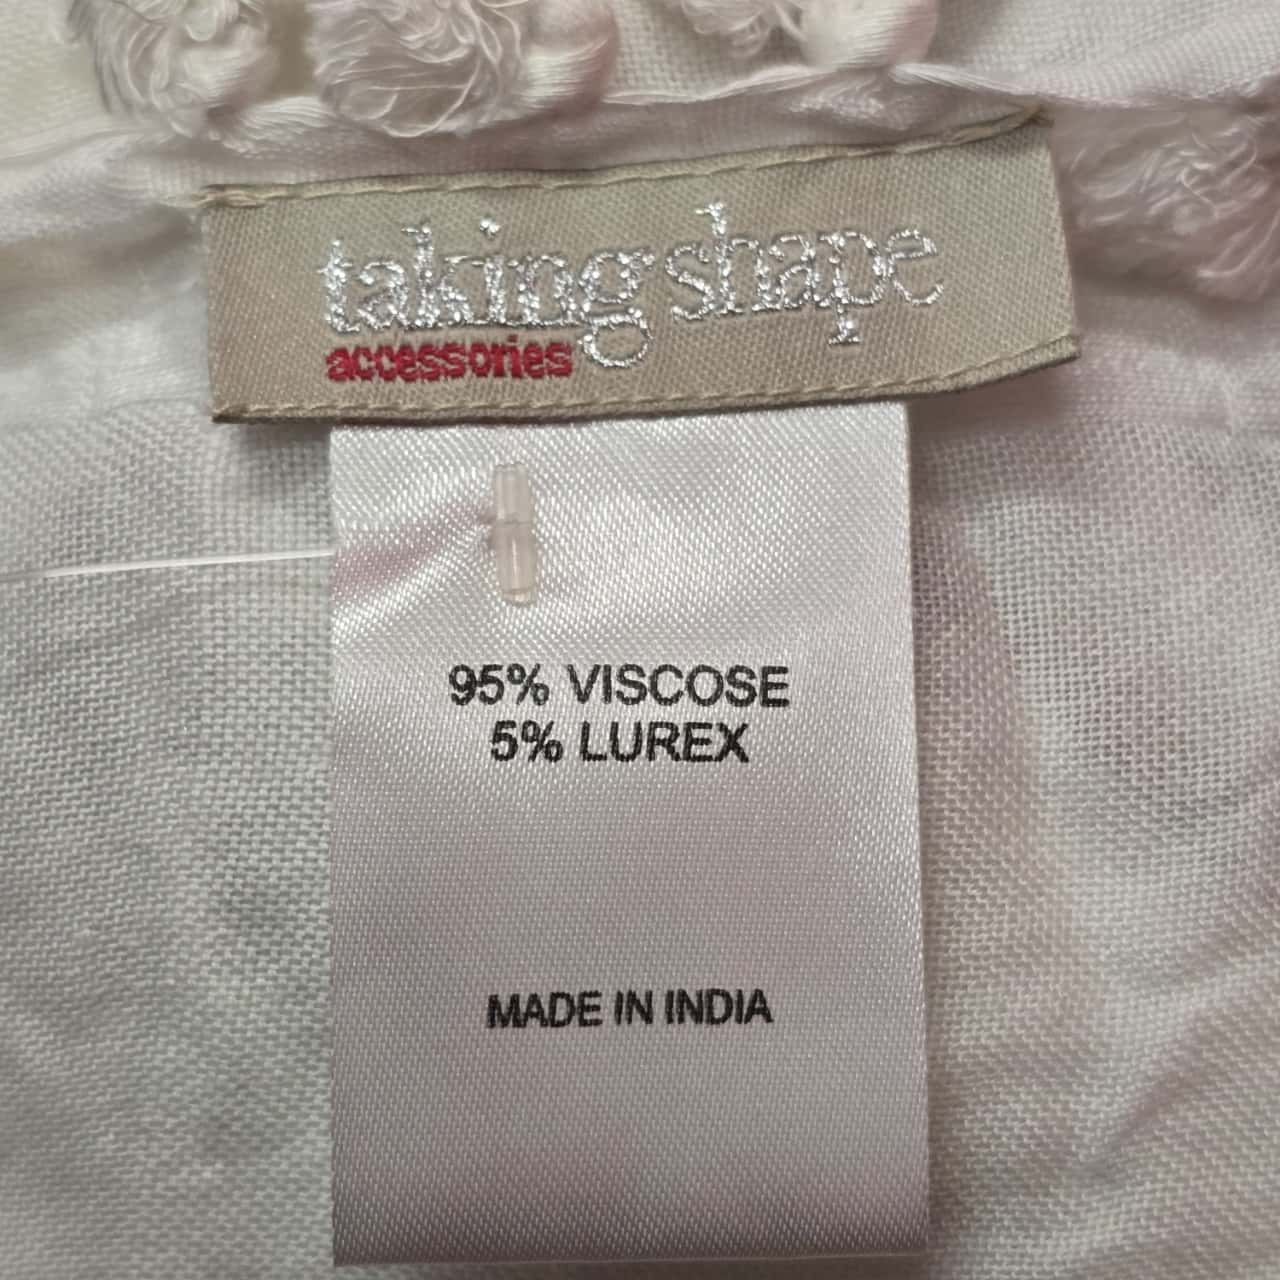 taking shape
accessories
95% VISCOSE
5% LUREX
MADE IN INDIA